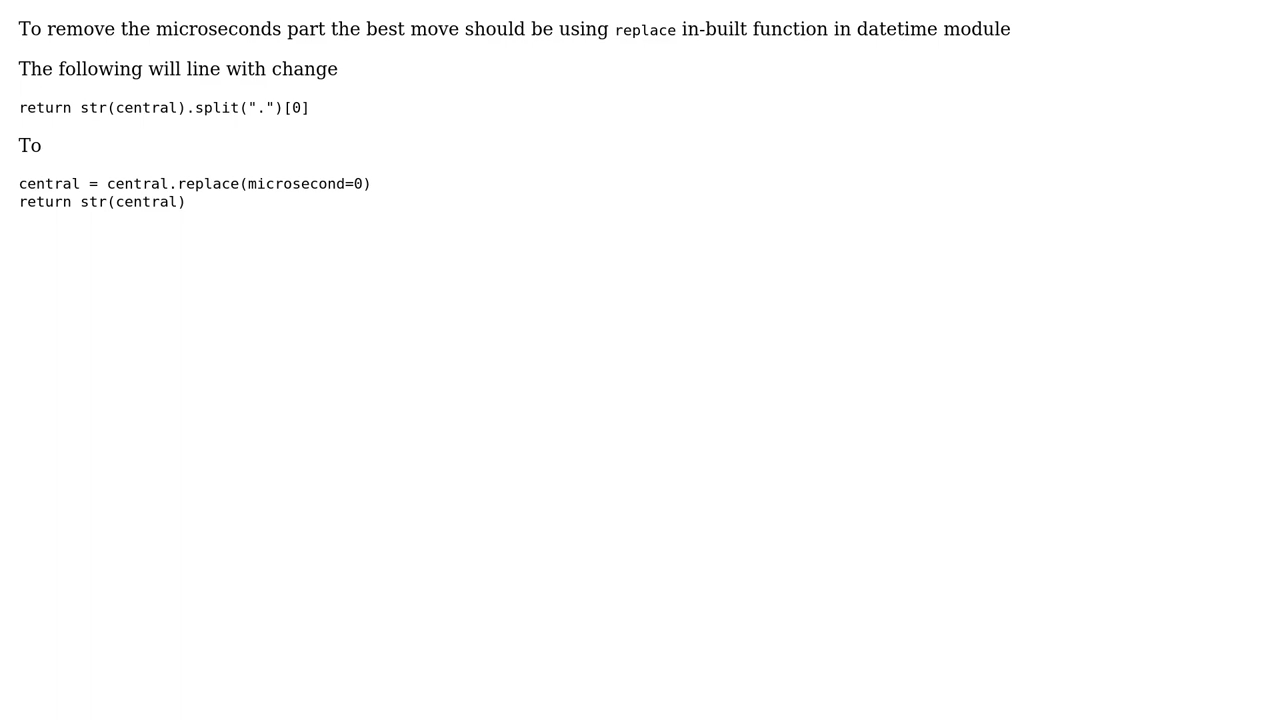 To remove the microseconds part the best move should be using replace in-built function in datetime module
The following will line with change
return str(central).split(".")[0]
To
central = central.replace(microsecond=0)
return str(central)